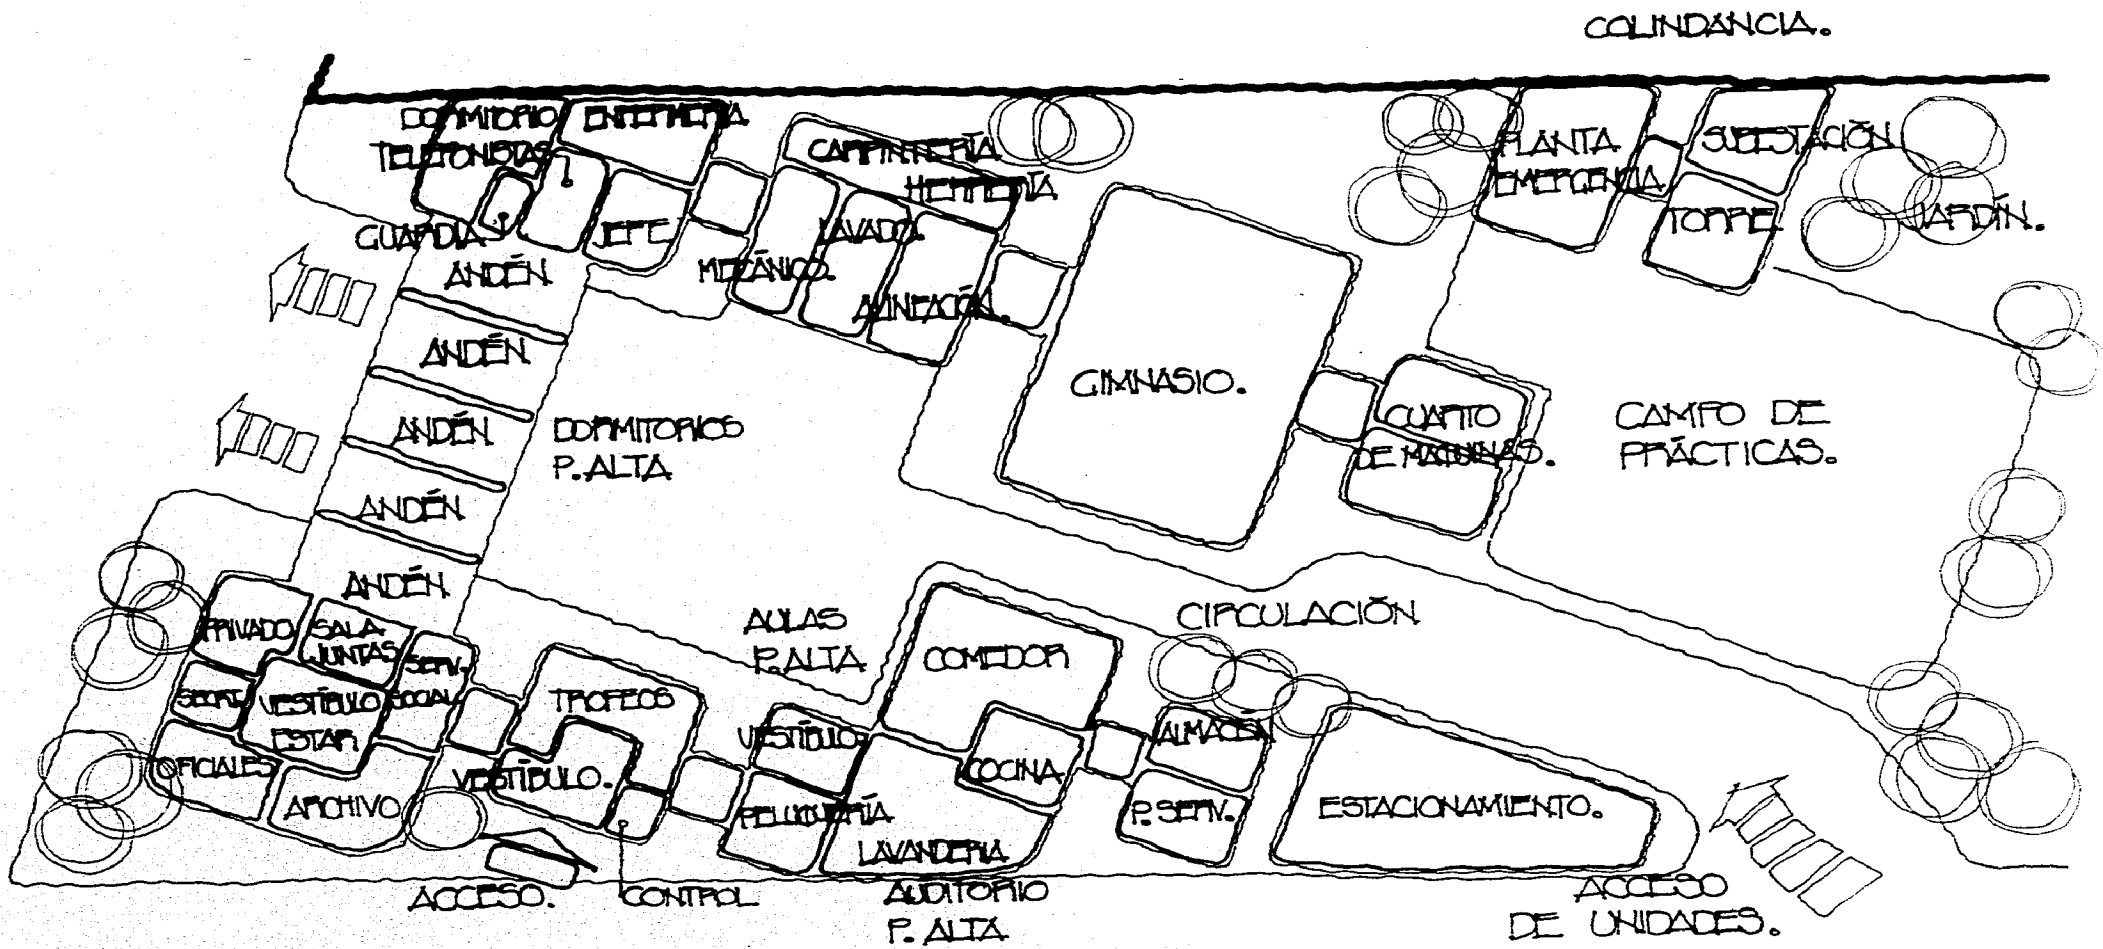 COLINDANCIA.
DORMITORIO
TELEFONISTAS
ENFERMERÍA
GUARDIA
JEFE
CARPINTERÍA
HERRERÍA
LAVADO.
MECÁNICO.
ALINEACIÓN.
PLANTA
EMERGENCIA
SUBESTACIÓN
TORRE
JARDÍN.
ANDÉN
ANDÉN
ANDÉN
ANDÉN
ANDÉN
DORMITORIOS
P. ALTA
GIMNASIO.
CUARTO
DE MAQUINAS.
CAMPO DE
PRÁCTICAS.
PRIVADO
SALA
JUNTAS
SERV.
SOCIAL
SECRT.
VESTÍBULO
ESTAR
OFICIALES
ARCHIVO
TROFEOS
VESTÍBULO.
AULAS
P. ALTA
COMEDOR
CIRCULACIÓN
VESTÍBULO
COCINA
ALMACÉN
PELUQUERÍA
P. SERV.
LAVANDERIA
ESTACIONAMIENTO.
ACCESO.
CONTROL
AUDITORIO
P. ALTA
ACCESO
DE UNIDADES.